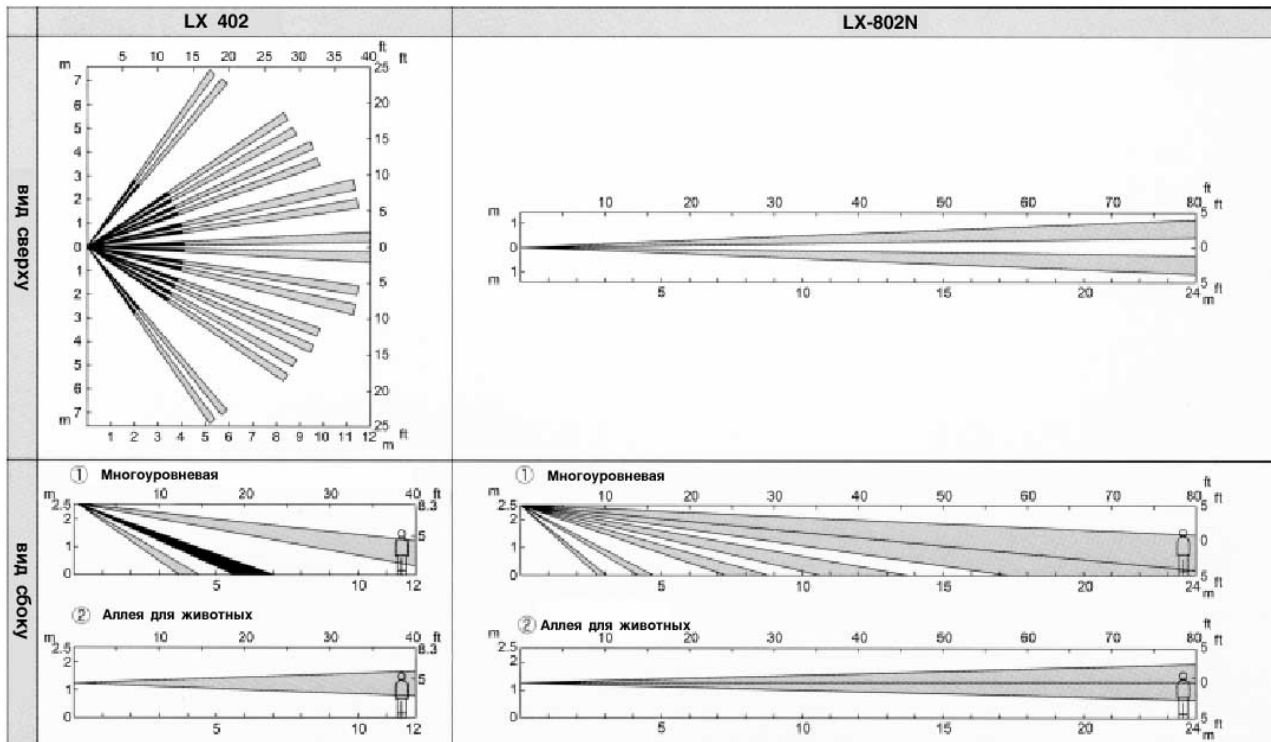 LX 402
LX-802N
вид сверху
ft
5 10 15 20 25 30 35 40 ft
m
7
6
5
4
3
2
1
0
1
2
3
4
5
6
7
m
25
20
15
10
5
0
5
10
15
20
25
1 2 3 4 5 6 7 8 9 10 11 12 ft
m
10 20 30 40 50 60 70 80 ft
m
1
0
1
m
5
0
5
ft
5 10 15 20 24 m
вид сбоку
① Многоуровневая
m 10 20 30 40 ft
2.5
2
1
0
8.3
5
5 10 12
① Многоуровневая
m 10 20 30 40 50 60 70 80 ft
2.5
2
1
0
5
0
5
ft
5 10 15 20 24 m
② Аллея для животных
m 10 20 30 40 ft
2.5
2
1
0
8.3
5
5 10 12
② Аллея для животных
m 10 20 30 40 50 60 70 80 ft
2.5
2
1
0
5 ft
0
5 ft
5 10 15 20 24 m